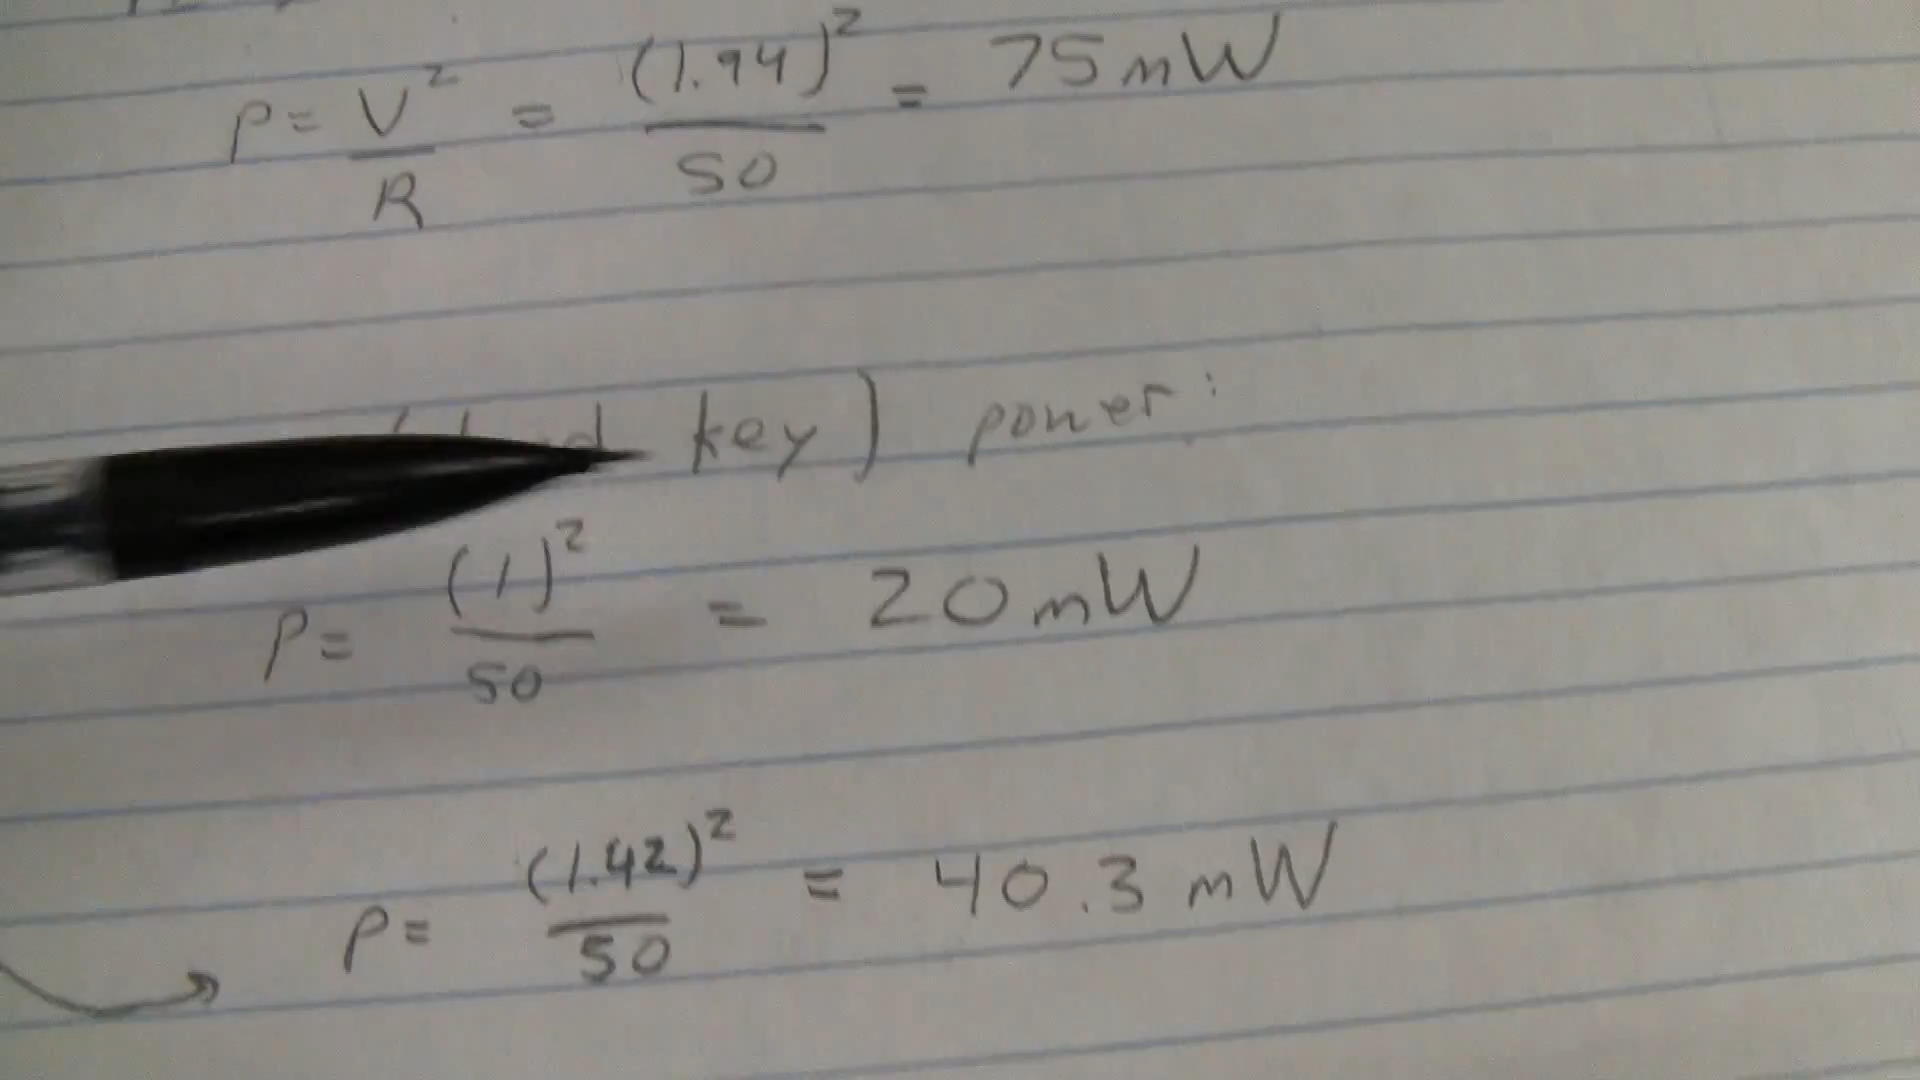 P = V² / R = (1.94)² / 50 = 75 mW
key) power:
P = (1)² / 50 = 20 mW
P = (1.42)² / 50 = 40.3 mW